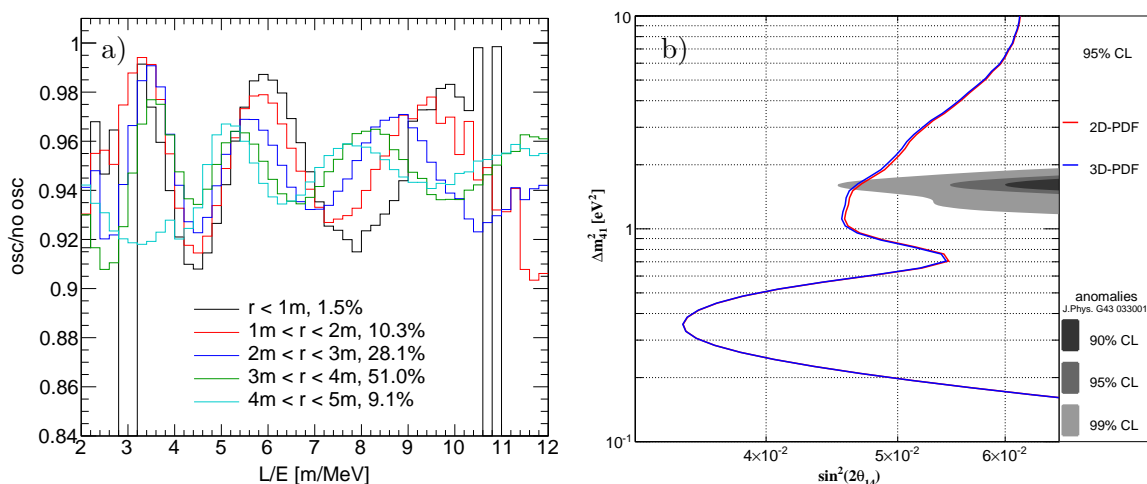 a)
osc/no osc
1
0.98
0.96
0.94
0.92
0.9
0.88
0.86
0.84
r < 1m, 1.5%
1m < r < 2m, 10.3%
2m < r < 3m, 28.1%
3m < r < 4m, 51.0%
4m < r < 5m, 9.1%
2 3 4 5 6 7 8 9 10 11 12
L/E [m/MeV]
b)
Δm²₄₁ [eV²]
10
1
10⁻¹
4×10⁻² 5×10⁻² 6×10⁻²
sin²(2θ₁₄)
95% CL
2D-PDF
3D-PDF
anomalies
J.Phys. G43 033001
90% CL
95% CL
99% CL